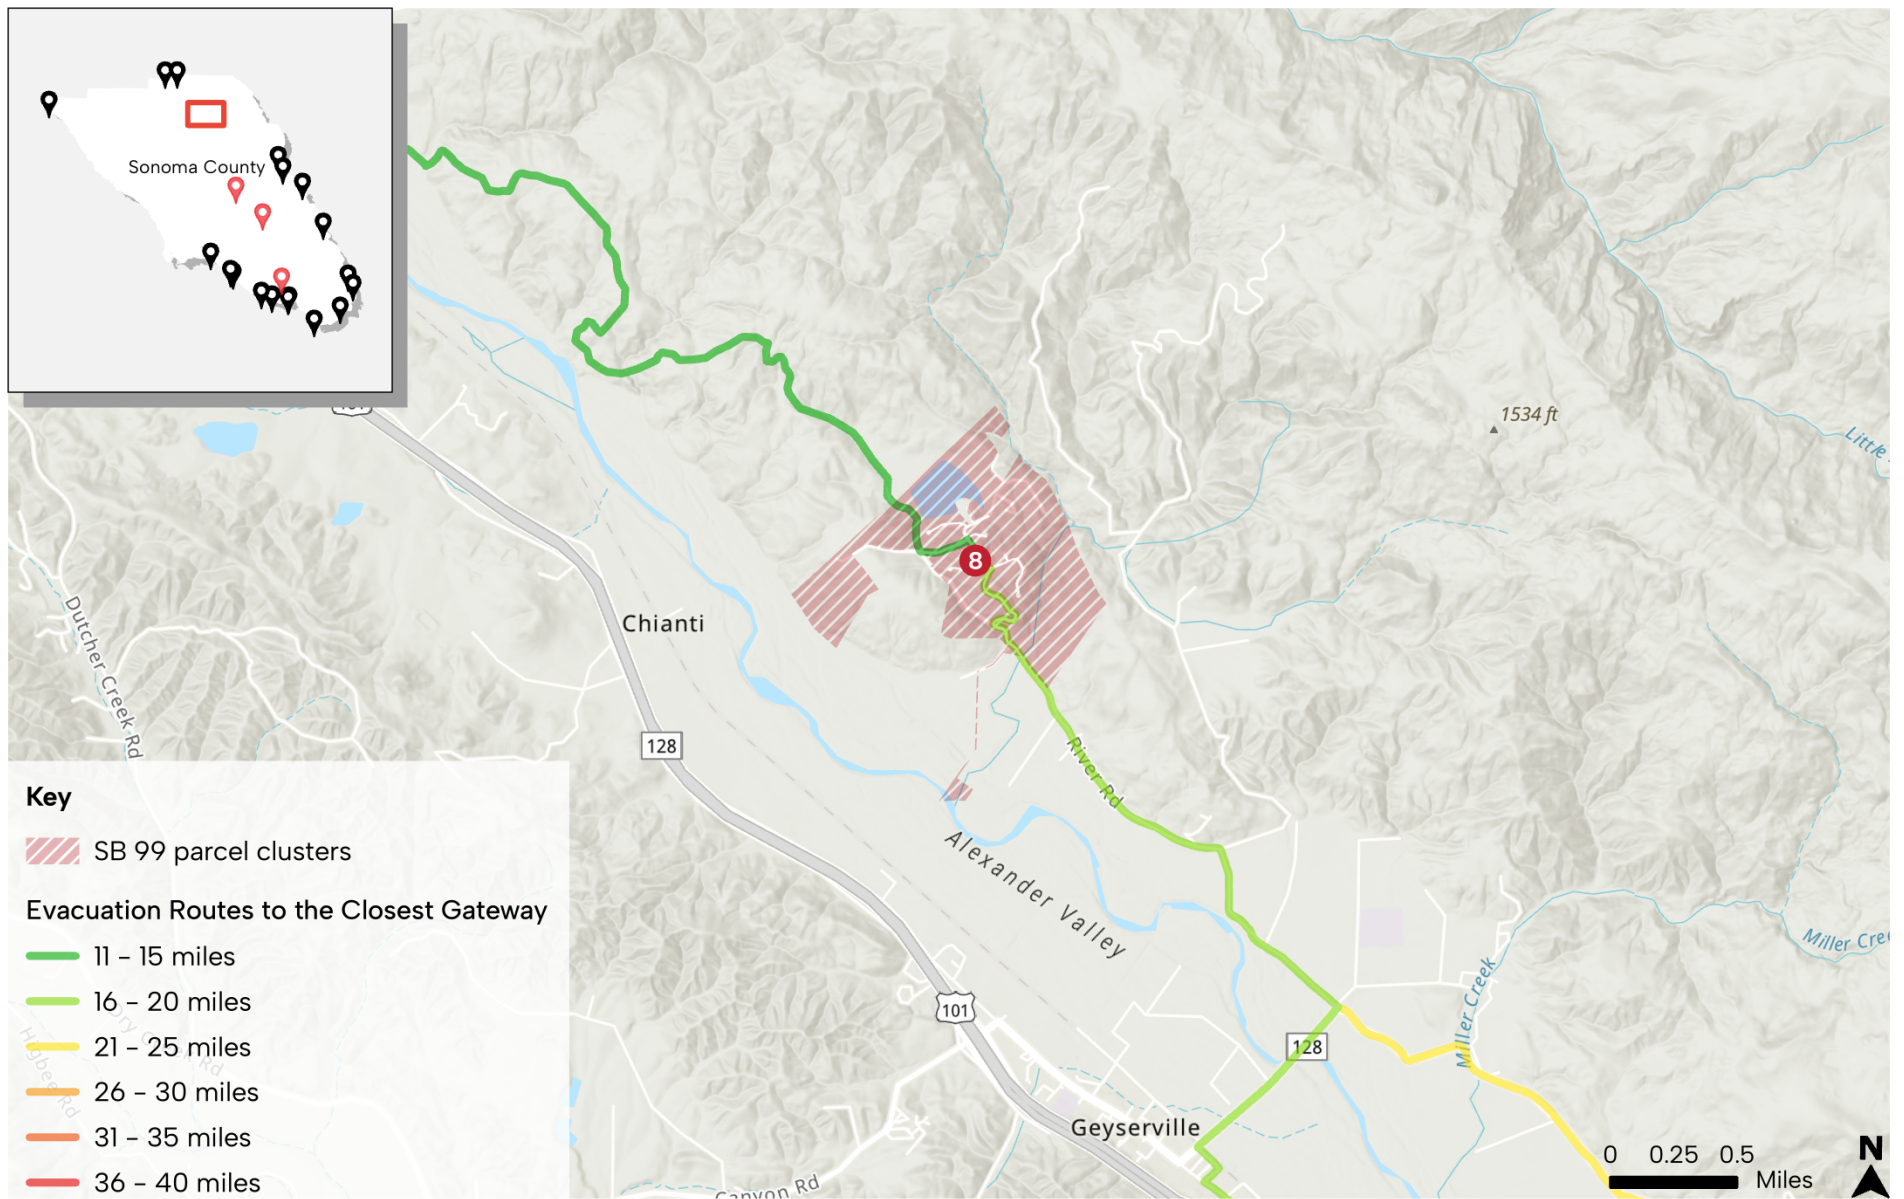 Sonoma County
1534 ft
Little
8
Chianti
Dutcher Creek Rd
128
River Rd
Key
SB 99 parcel clusters
Alexander Valley
Evacuation Routes to the Closest Gateway
Miller
11 – 15 miles
16 – 20 miles
101
Miller Creek
128
21 – 25 miles
26 – 30 miles
Highbee Rd
31 – 35 miles
Geyserville
36 – 40 miles
Canyon Rd
0 0.25 0.5
Miles
N